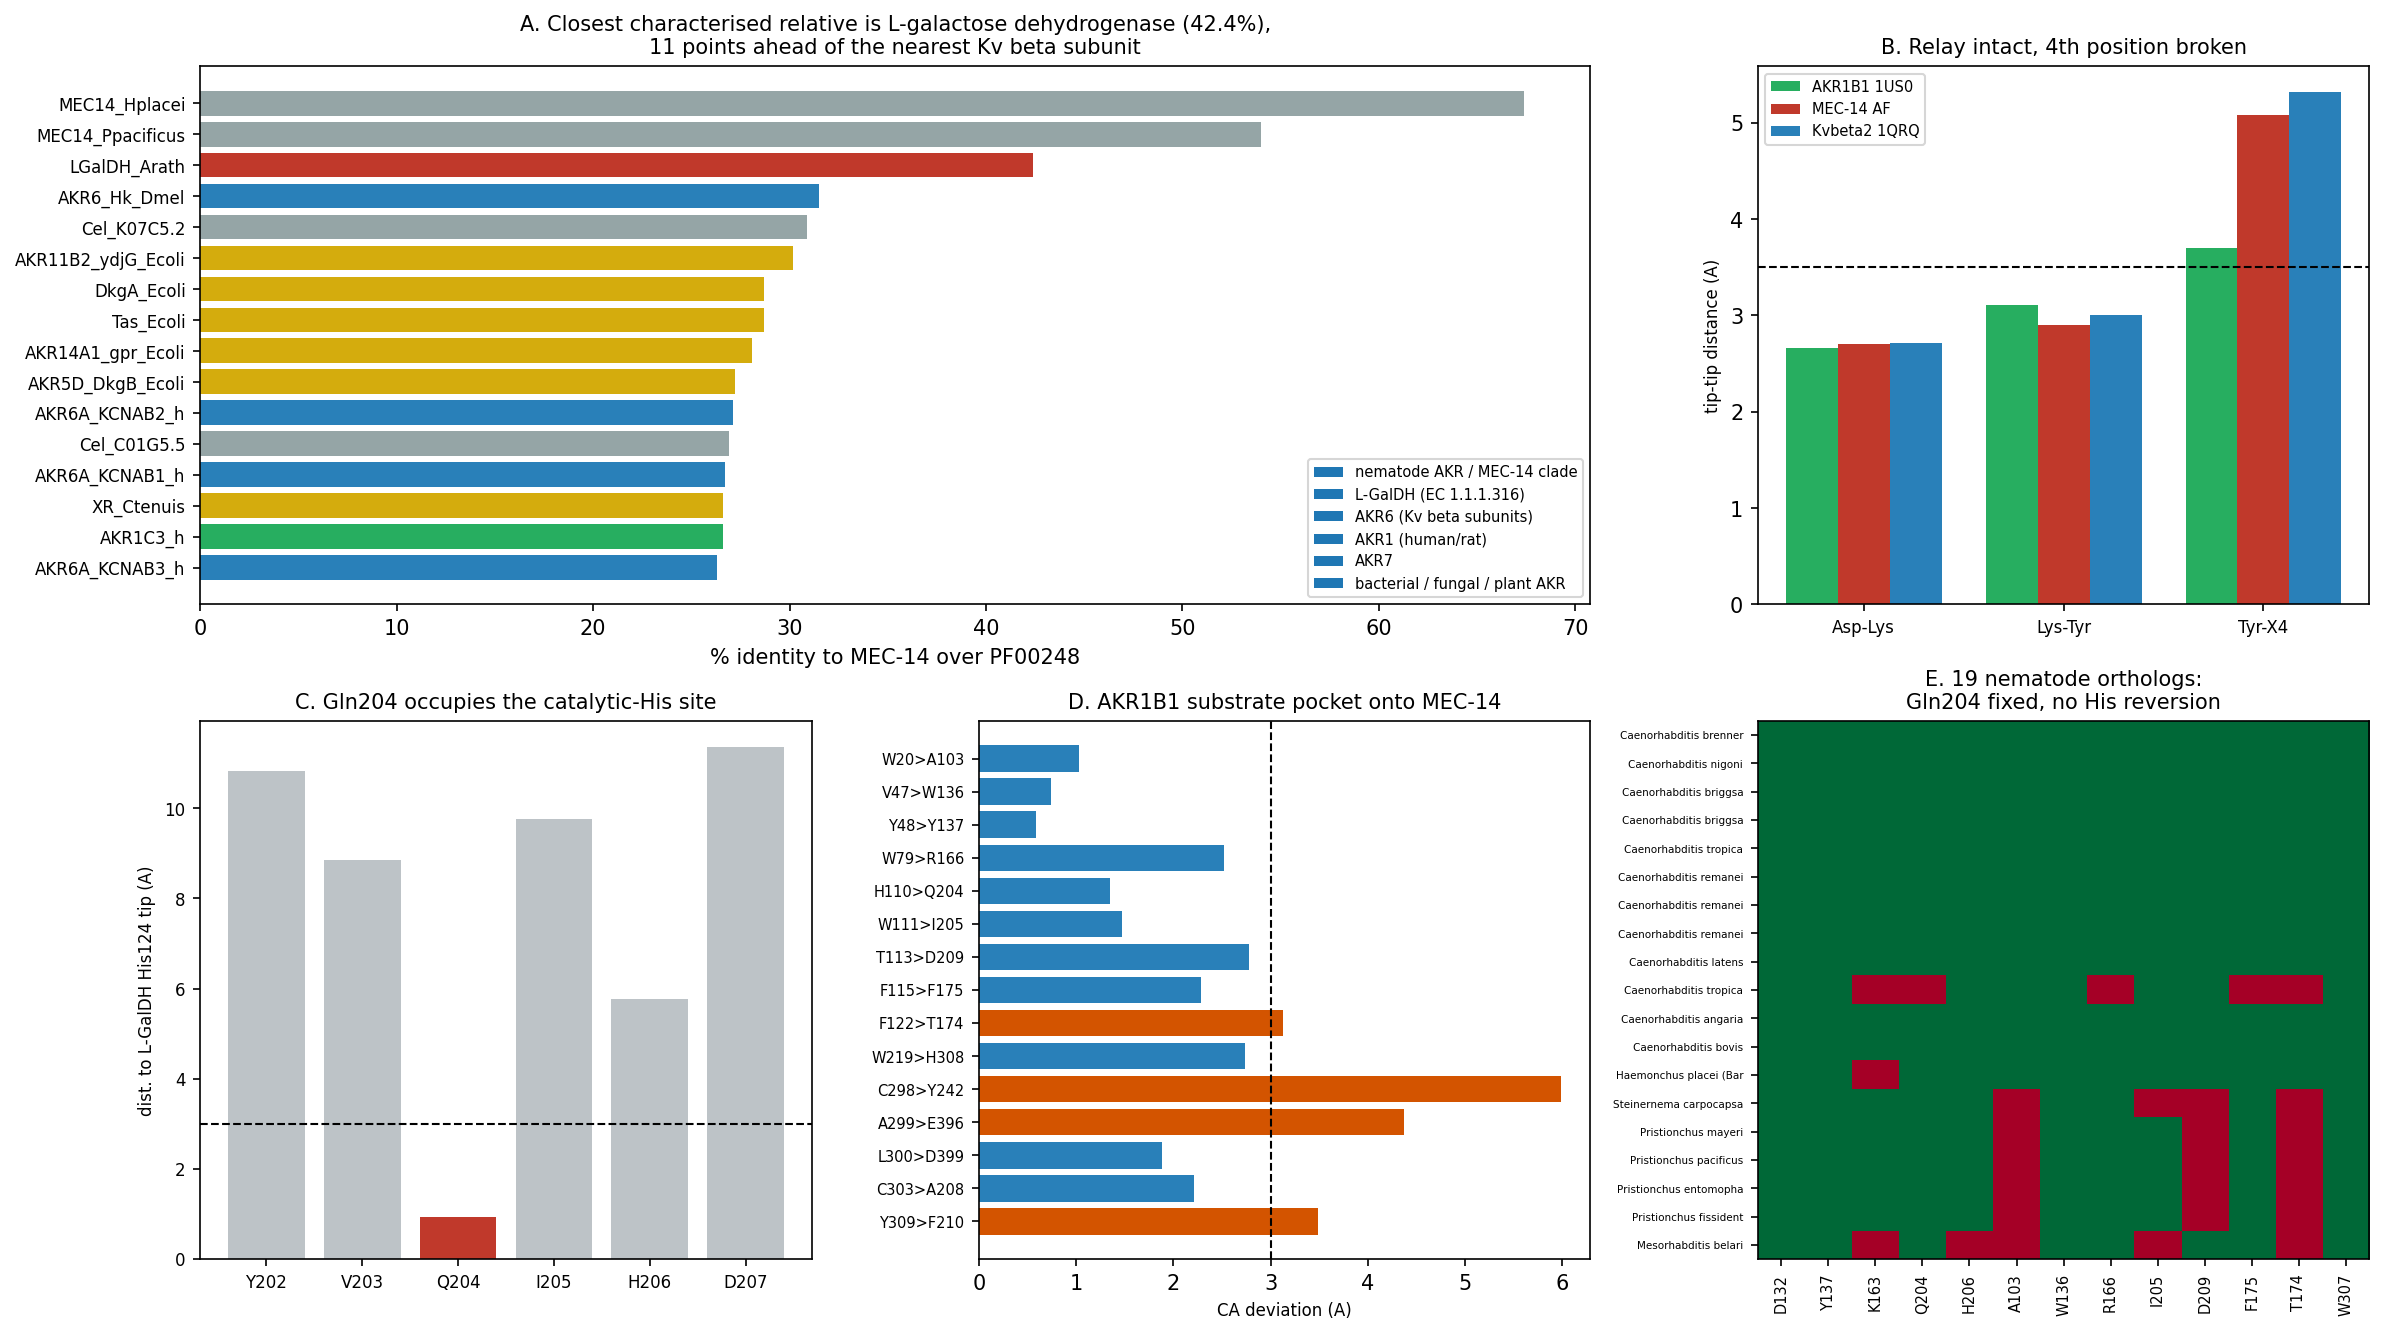 A. Closest characterised relative is L-galactose dehydrogenase (42.4%),
11 points ahead of the nearest Kv beta subunit
MEC14_Hplacei
MEC14_Ppacificus
LGalDH_Arath
AKR6_Hk_Dmel
Cel_K07C5.2
AKR11B2_ydjG_Ecoli
DkgA_Ecoli
Tas_Ecoli
AKR14A1_gpr_Ecoli
AKR5D_DkgB_Ecoli
AKR6A_KCNAB2_h
Cel_C01G5.5
AKR6A_KCNAB1_h
XR_Ctenuis
AKR1C3_h
AKR6A_KCNAB3_h
nematode AKR / MEC-14 clade
L-GalDH (EC 1.1.1.316)
AKR6 (Kv beta subunits)
AKR1 (human/rat)
AKR7
bacterial / fungal / plant AKR
0 10 20 30 40 50 60 70
% identity to MEC-14 over PF00248
B. Relay intact, 4th position broken
AKR1B1 1US0
MEC-14 AF
Kvbeta2 1QRQ
tip-tip distance (A)
5
4
3
2
1
0
Asp-Lys Lys-Tyr Tyr-X4
C. Gln204 occupies the catalytic-His site
dist. to L-GalDH His124 tip (A)
10
8
6
4
2
0
Y202 V203 Q204 I205 H206 D207
D. AKR1B1 substrate pocket onto MEC-14
W20>A103
V47>W136
Y48>Y137
W79>R166
H110>Q204
W111>I205
T113>D209
F115>F175
F122>T174
W219>H308
C298>Y242
A299>E396
L300>D399
C303>A208
Y309>F210
0 1 2 3 4 5 6
CA deviation (A)
E. 19 nematode orthologs:
Gln204 fixed, no His reversion
Caenorhabditis brenner
Caenorhabditis nigoni
Caenorhabditis briggsa
Caenorhabditis briggsa
Caenorhabditis tropica
Caenorhabditis remanei
Caenorhabditis remanei
Caenorhabditis remanei
Caenorhabditis latens
Caenorhabditis tropica
Caenorhabditis angaria
Caenorhabditis bovis
Haemonchus placei (Bar
Steinernema carpocapsa
Pristionchus mayeri
Pristionchus pacificus
Pristionchus entomopha
Pristionchus fissident
Mesorhabditis belari
D132 Y137 K163 Q204 H206 A103 W136 R166 I205 D209 F175 T174 W307